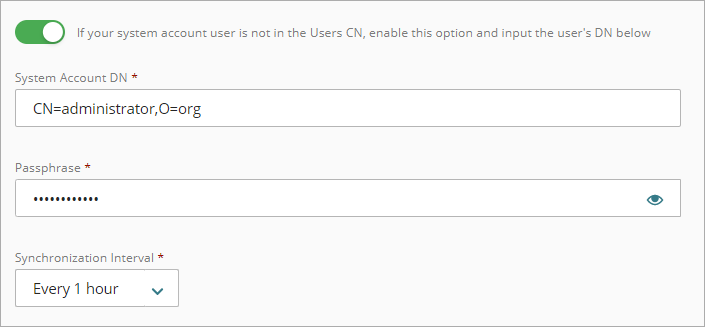 If your system account user is not in the Users CN, enable this option and input the user's DN below
System Account DN *
CN=administrator,O=org
Passphrase *
••••••••••••
Synchronization Interval *
Every 1 hour